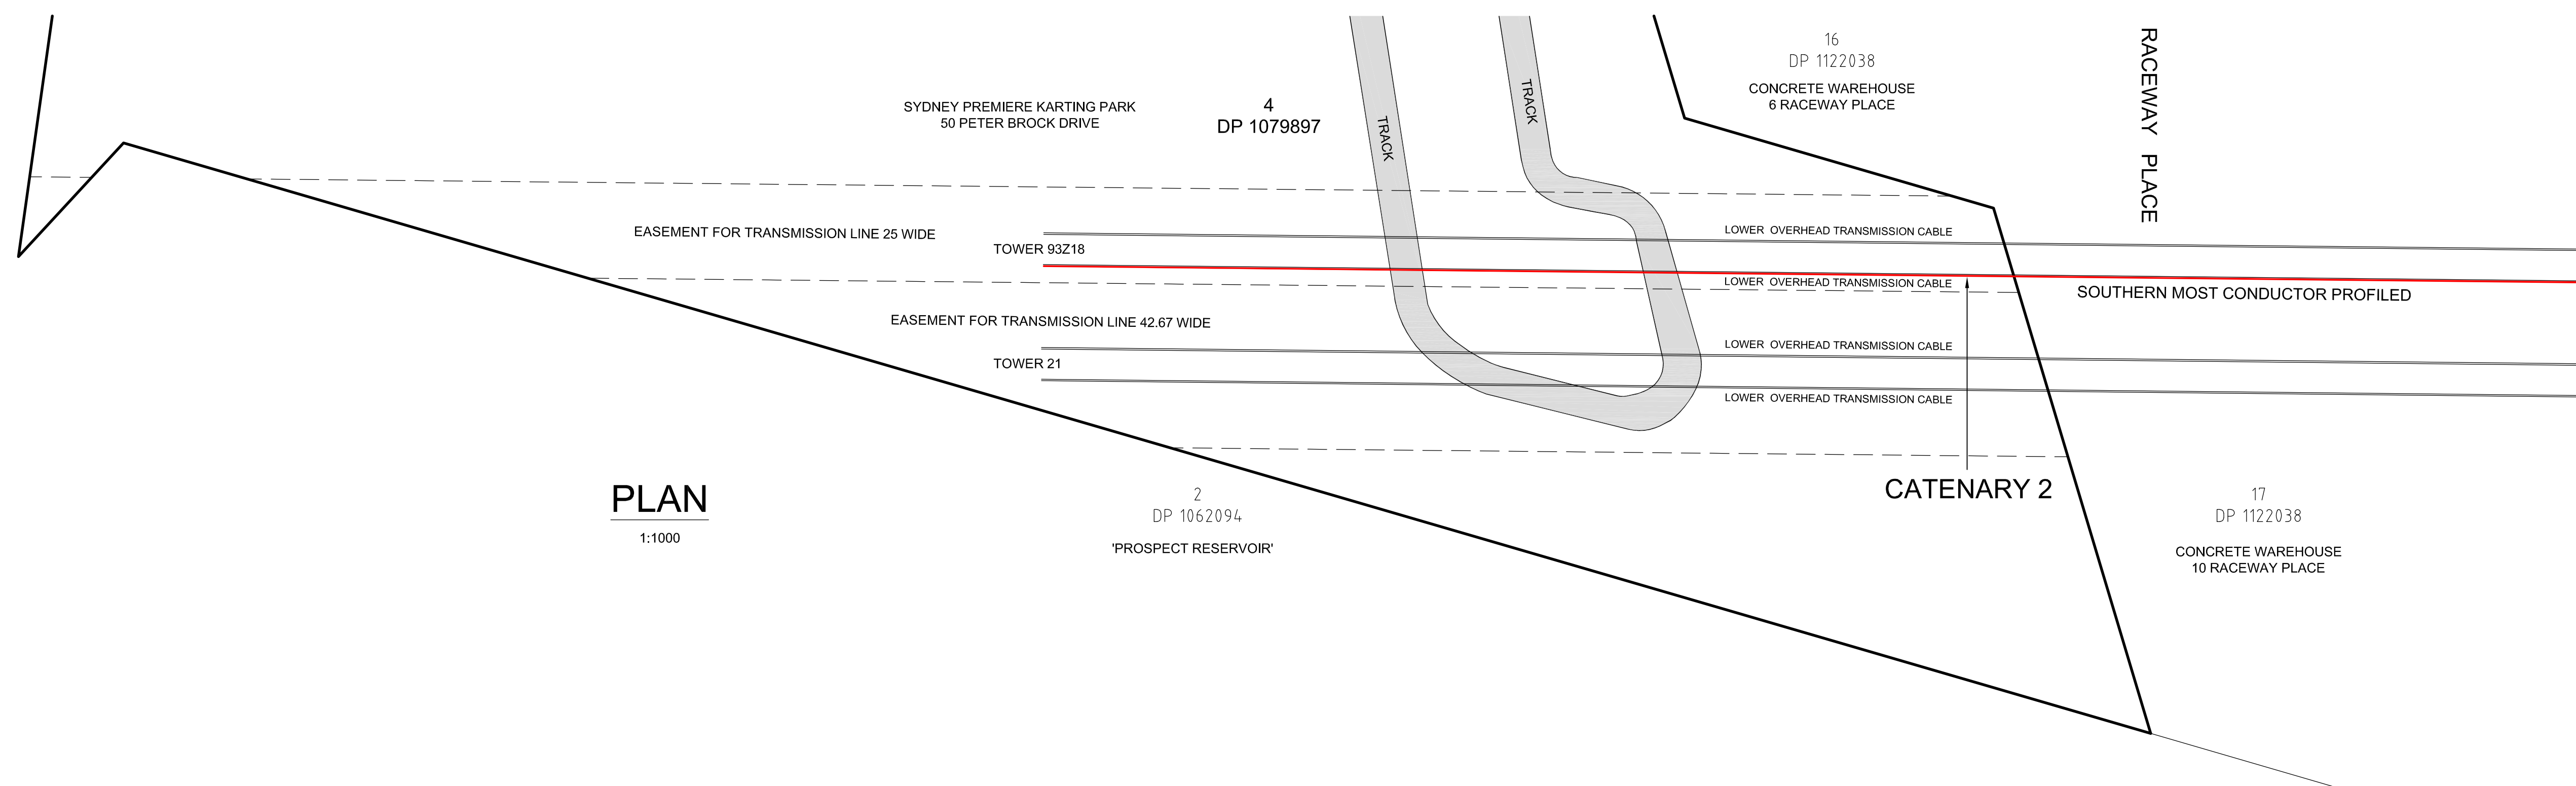 16
DP 1122038
CONCRETE WAREHOUSE
6 RACEWAY PLACE
RACEWAY PLACE
SYDNEY PREMIERE KARTING PARK
50 PETER BROCK DRIVE
4
DP 1079897
TRACK
TRACK
EASEMENT FOR TRANSMISSION LINE 25 WIDE
TOWER 93Z18
LOWER OVERHEAD TRANSMISSION CABLE
LOWER OVERHEAD TRANSMISSION CABLE
SOUTHERN MOST CONDUCTOR PROFILED
EASEMENT FOR TRANSMISSION LINE 42.67 WIDE
TOWER 21
LOWER OVERHEAD TRANSMISSION CABLE
LOWER OVERHEAD TRANSMISSION CABLE
CATENARY 2
PLAN
1:1000
2
DP 1062094
'PROSPECT RESERVOIR'
17
DP 1122038
CONCRETE WAREHOUSE
10 RACEWAY PLACE